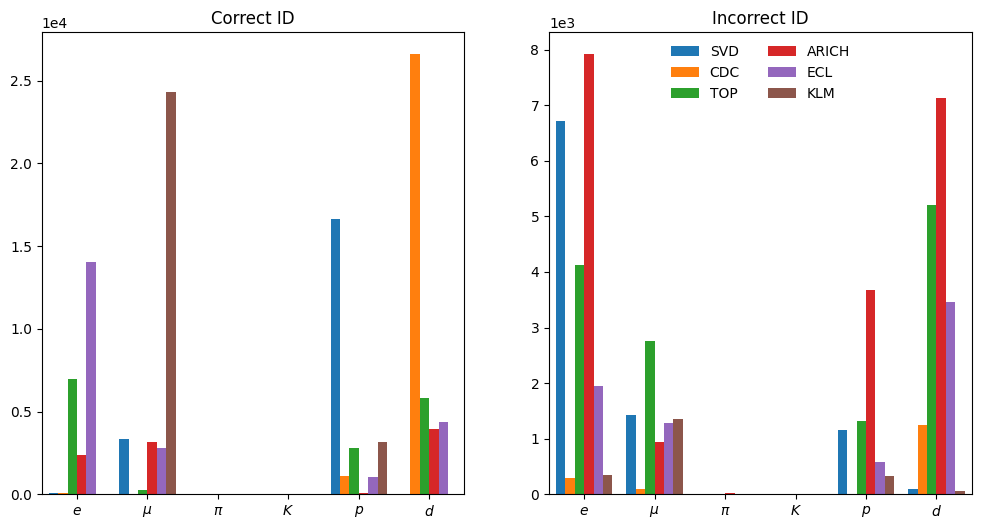 Correct ID
1e4
2.5
2.0
1.5
1.0
0.5
0.0
e μ π K p d
Incorrect ID
1e3
SVD ARICH
CDC ECL
TOP KLM
8
7
6
5
4
3
2
1
0
e μ π K p d